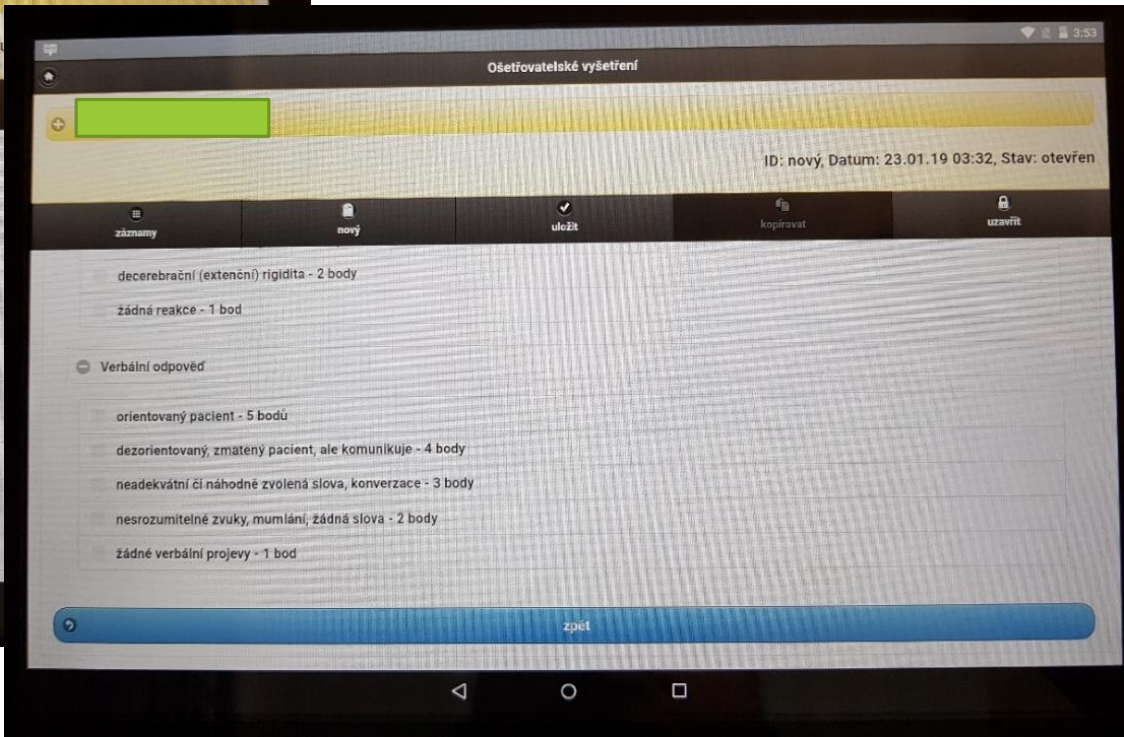 3:53
Ošetřovatelské vyšetření
ID: nový, Datum: 23.01.19 03:32, Stav: otevřen
záznamy
nový
uložit
kopírovat
uzavřít
decerebrační (extenční) rigidita - 2 body
žádná reakce - 1 bod
Verbální odpověď
orientovaný pacient - 5 bodů
dezorientovaný, zmatený pacient, ale komunikuje - 4 body
neadekvátní či náhodně zvolená slova, konverzace - 3 body
nesrozumitelné zvuky, mumlání, žádná slova - 2 body
žádné verbální projevy - 1 bod
zpět